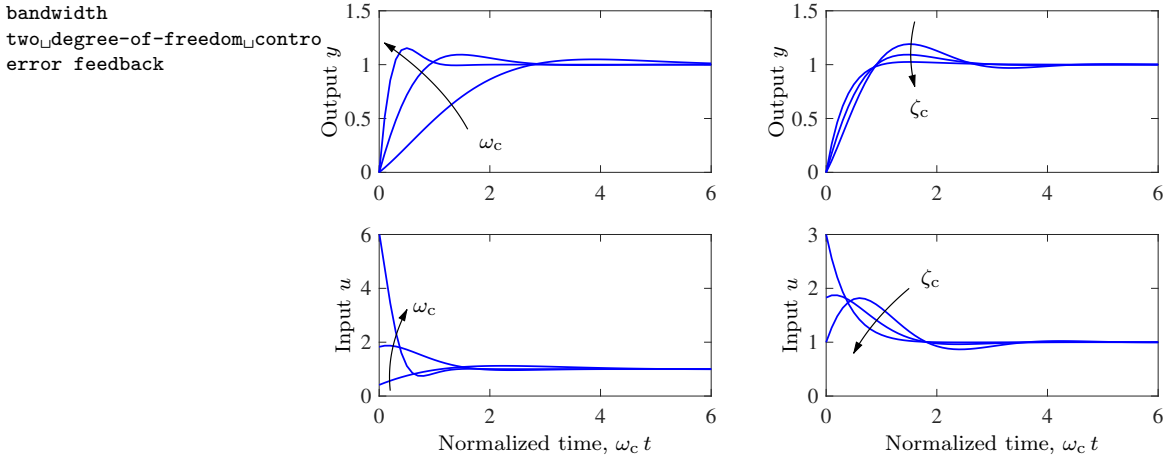 bandwidth
two␣degree-of-freedom␣contro
error feedback
Output y
1.5
1
0.5
0
0
2
4
6
ω_c
Output y
1.5
1
0.5
0
0
2
4
6
ζ_c
Input u
6
4
2
0
0
2
4
6
ω_c
Normalized time, ω_c t
Input u
3
2
1
0
0
2
4
6
ζ_c
Normalized time, ω_c t